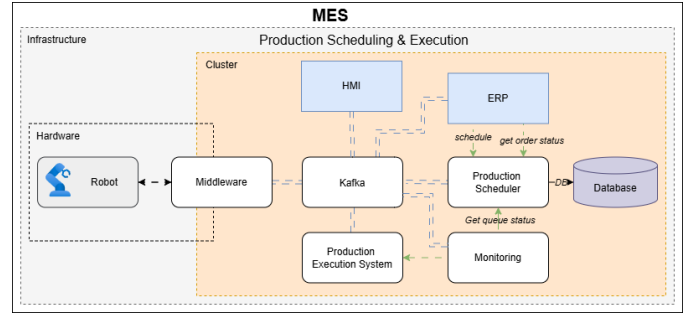 MES
Infrastructure
Production Scheduling & Execution
Cluster
HMI
ERP
Hardware
schedule
get order status
Robot
Middleware
Kafka
Production
Scheduler
DB
Database
Get queue status
Production
Execution System
Monitoring